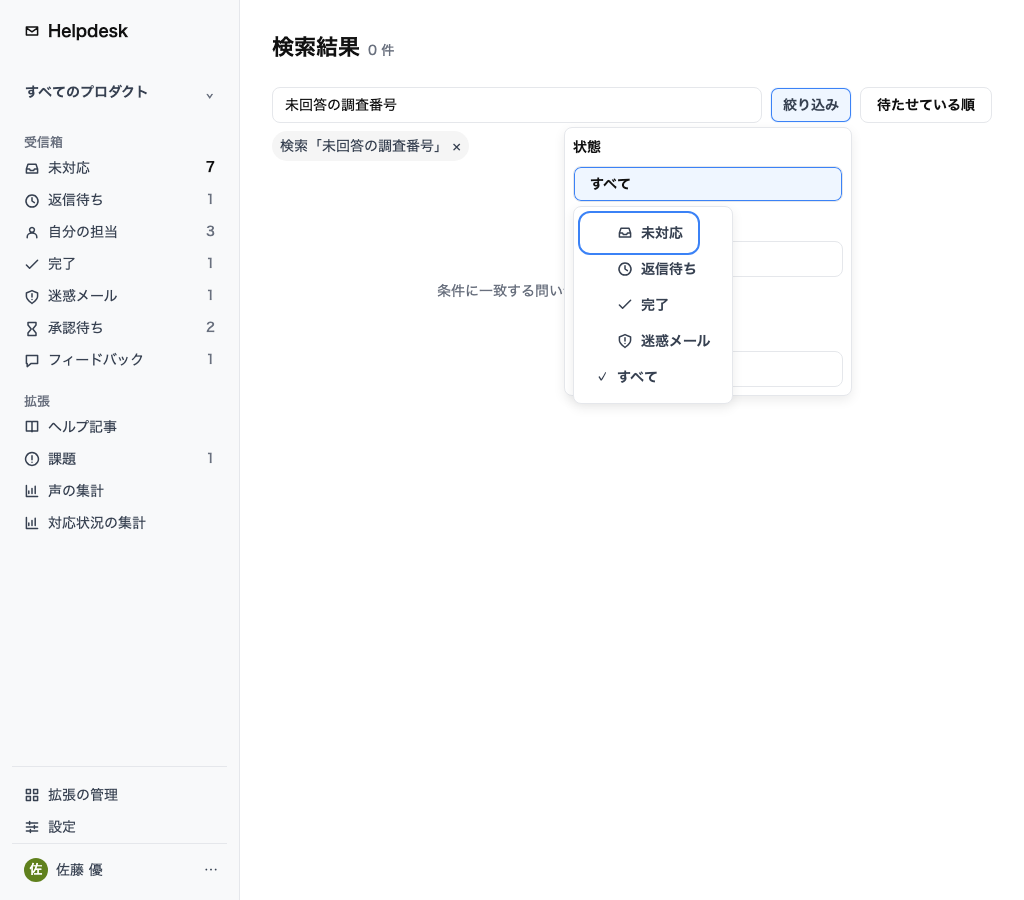 Helpdesk
すべてのプロダクト
受信箱
未対応 7
返信待ち 1
自分の担当 3
完了 1
迷惑メール 1
承認待ち 2
フィードバック 1
拡張
ヘルプ記事
課題 1
声の集計
対応状況の集計
拡張の管理
設定
佐 佐藤 優 …
検索結果 0 件
未回答の調査番号 絞り込み 待たせている順
検索「未回答の調査番号」 ×
状態
すべて
未対応
返信待ち
完了
迷惑メール
✓ すべて
条件に一致する問い